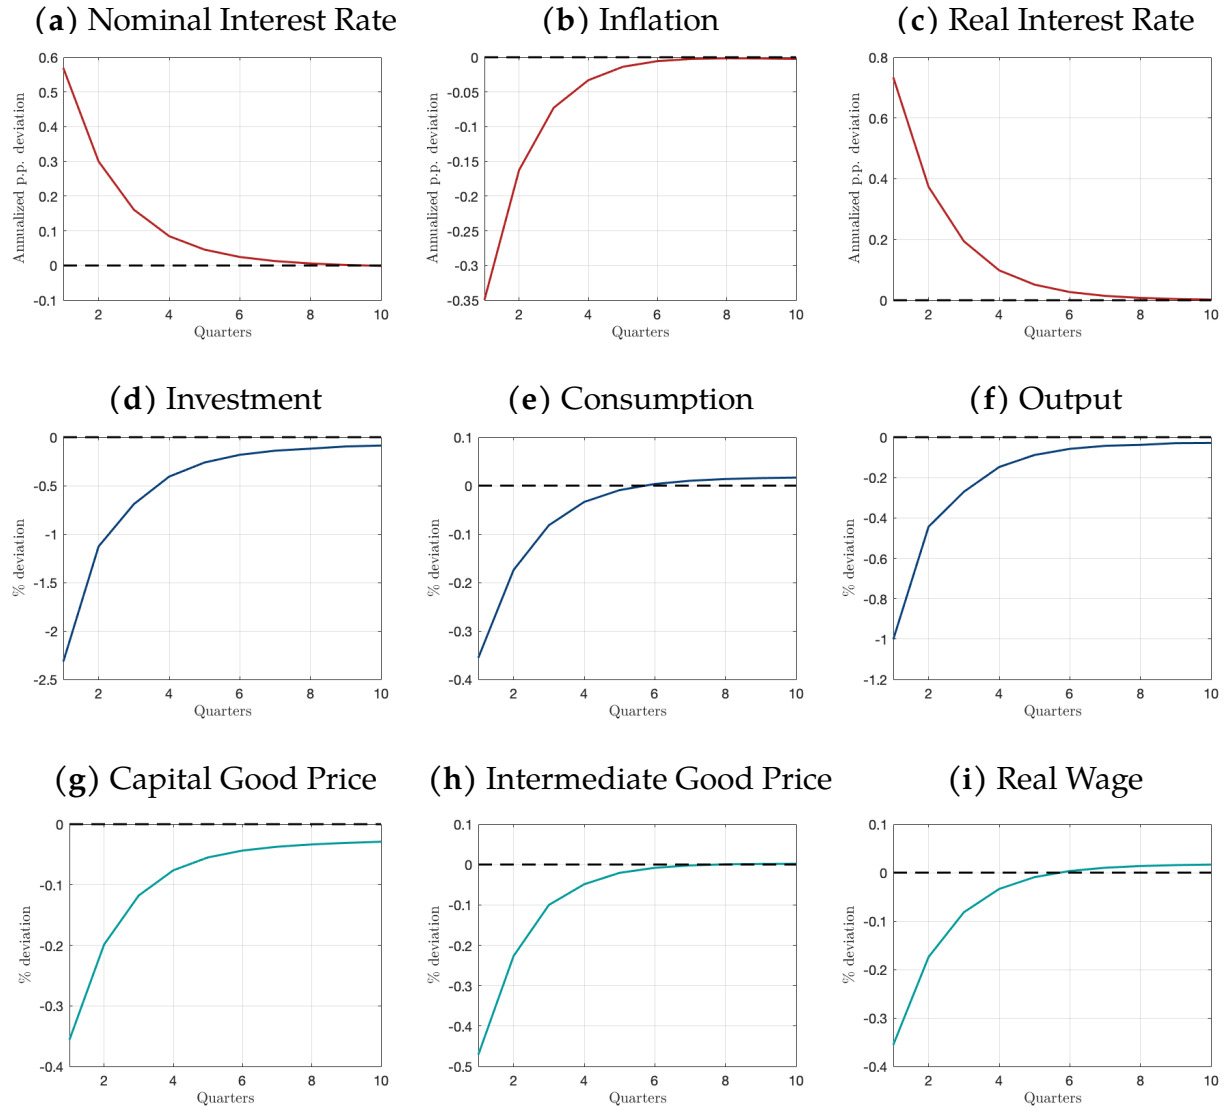 (a) Nominal Interest Rate
0.6
0.5
0.4
0.3
0.2
0.1
0
-0.1
2 4 6 8 10
Annualized p.p. deviation
Quarters
(b) Inflation
0
-0.05
-0.1
-0.15
-0.2
-0.25
-0.3
-0.35
2 4 6 8 10
Annualized p.p. deviation
Quarters
(c) Real Interest Rate
0.8
0.6
0.4
0.2
0
2 4 6 8 10
Annualized p.p. deviation
Quarters
(d) Investment
0
-0.5
-1
-1.5
-2
-2.5
2 4 6 8 10
% deviation
Quarters
(e) Consumption
0.1
0
-0.1
-0.2
-0.3
-0.4
2 4 6 8 10
% deviation
Quarters
(f) Output
0
-0.2
-0.4
-0.6
-0.8
-1
-1.2
2 4 6 8 10
% deviation
Quarters
(g) Capital Good Price
0
-0.1
-0.2
-0.3
-0.4
2 4 6 8 10
% deviation
Quarters
(h) Intermediate Good Price
0.1
0
-0.1
-0.2
-0.3
-0.4
-0.5
2 4 6 8 10
% deviation
Quarters
(i) Real Wage
0.1
0
-0.1
-0.2
-0.3
-0.4
2 4 6 8 10
% deviation
Quarters